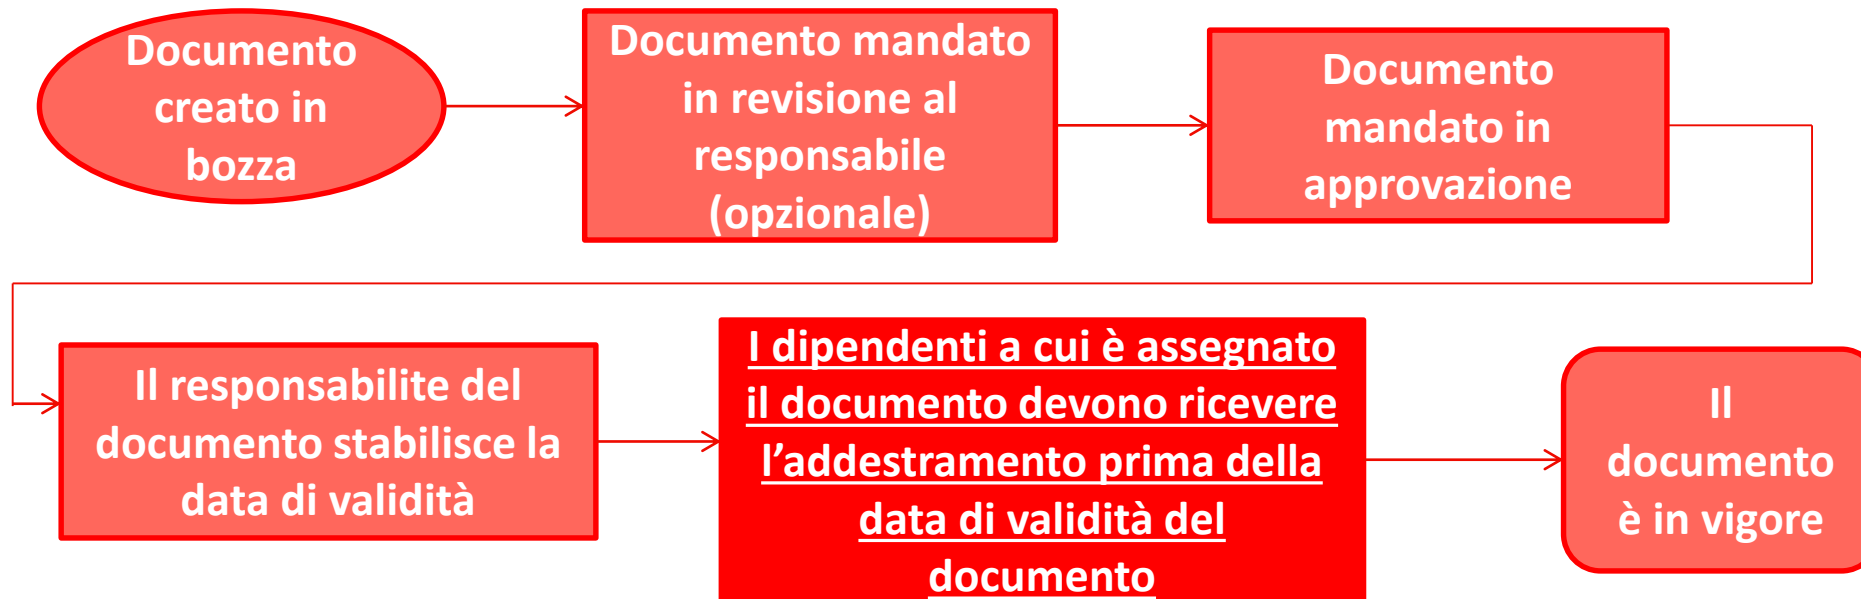 Documento
creato in
bozza
Documento mandato
in revisione al
responsabile
(opzionale)
Documento
mandato in
approvazione
Il responsabilite del
documento stabilisce la
data di validità
I dipendenti a cui è assegnato
il documento devono ricevere
l’addestramento prima della
data di validità del
documento
Il
documento
è in vigore